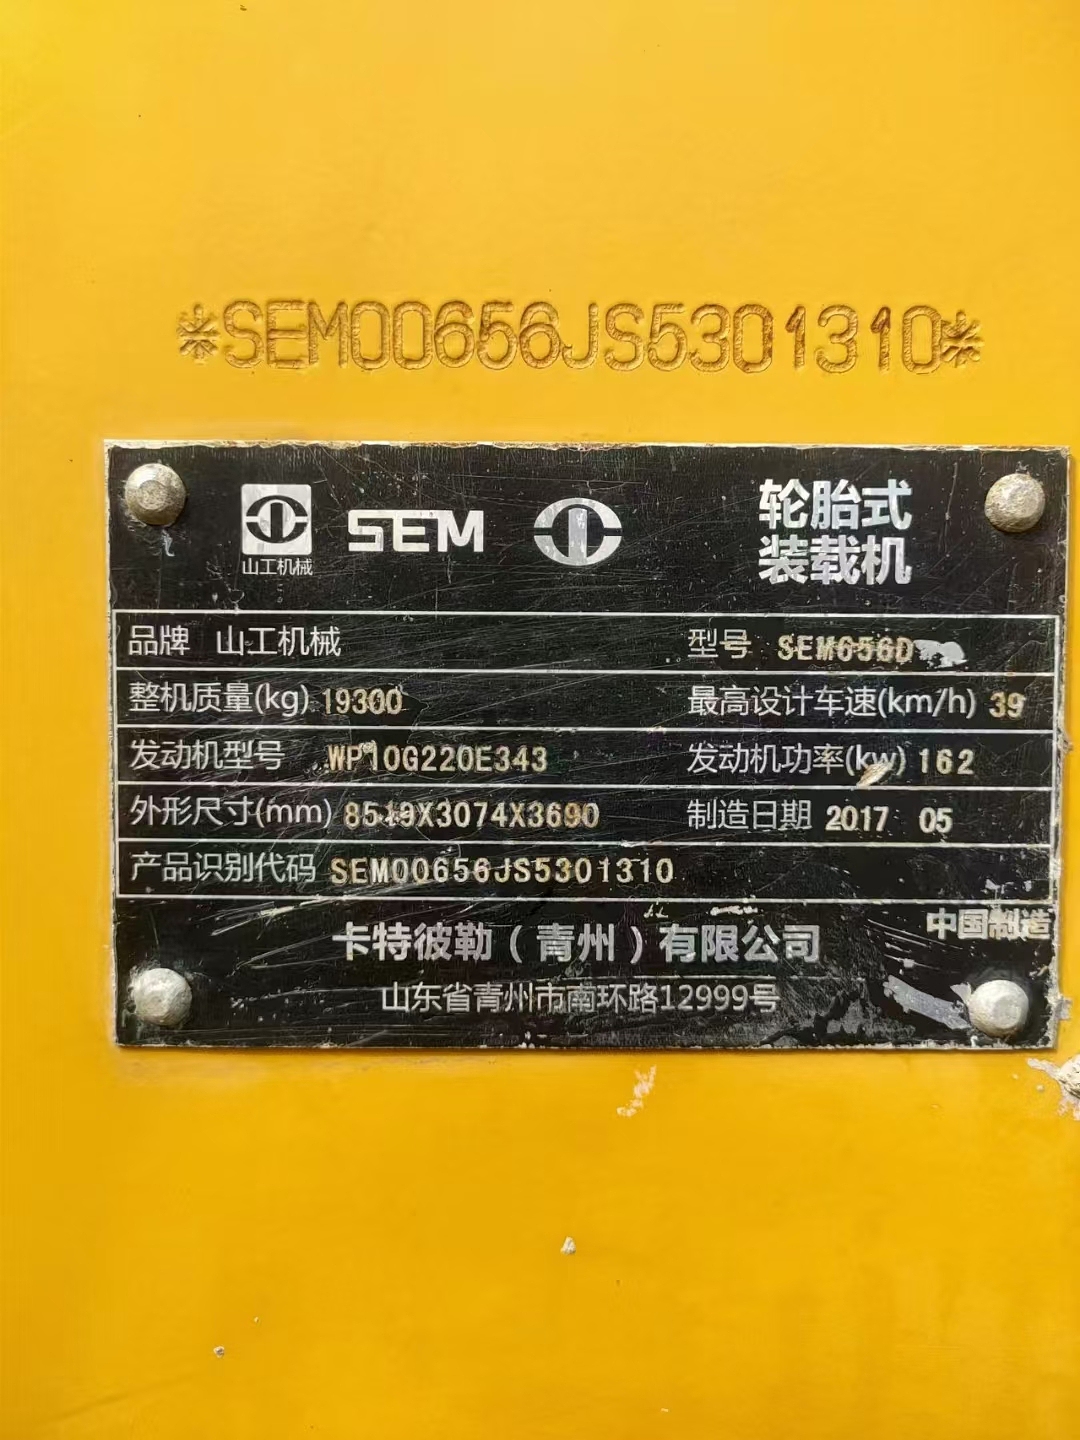 *SEM00656JS5301310*
山工机械
SEM
轮胎式
装载机
品牌 山工机械 型号 SEM656D
整机质量(kg) 19300 最高设计车速(km/h) 39
发动机型号 WP10G220E343 发动机功率(kw) 162
外形尺寸(mm) 8519X3074X3690 制造日期 2017 05
产品识别代码 SEM00656JS5301310
中国制造
卡特彼勒(青州)有限公司
山东省青州市南环路12999号